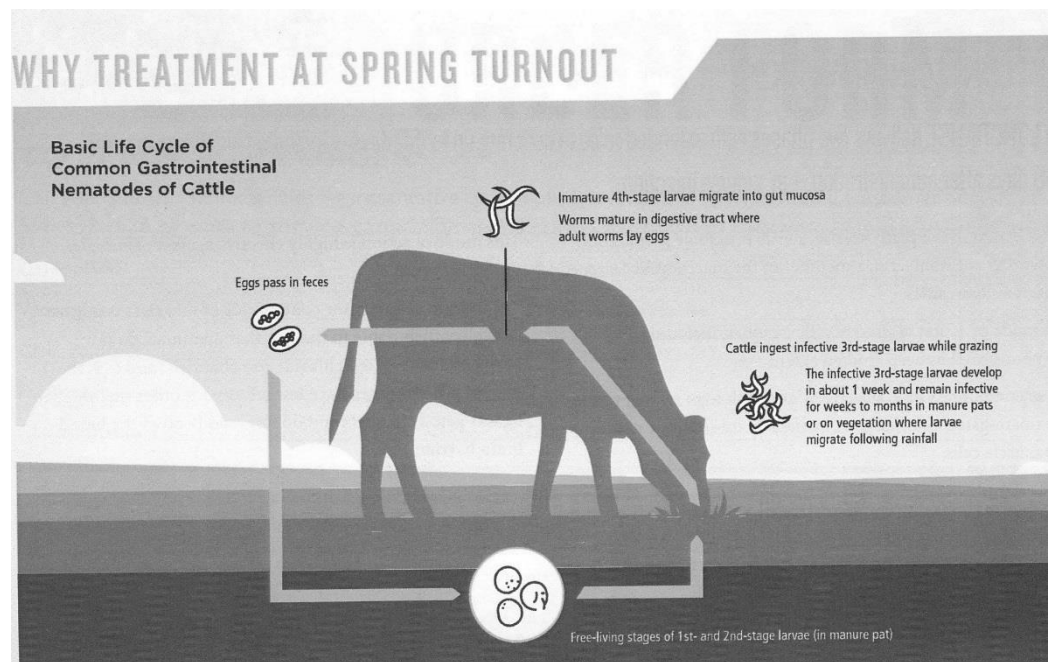 WHY TREATMENT AT SPRING TURNOUT
Basic Life Cycle of
Common Gastrointestinal
Nematodes of Cattle
Immature 4th-stage larvae migrate into gut mucosa
Worms mature in digestive tract where
adult worms lay eggs
Eggs pass in feces
Cattle ingest infective 3rd-stage larvae while grazing
The infective 3rd-stage larvae develop
in about 1 week and remain infective
for weeks to months in manure pats
or on vegetation where larvae
migrate following rainfall
Free-living stages of 1st- and 2nd-stage larvae (in manure pat)